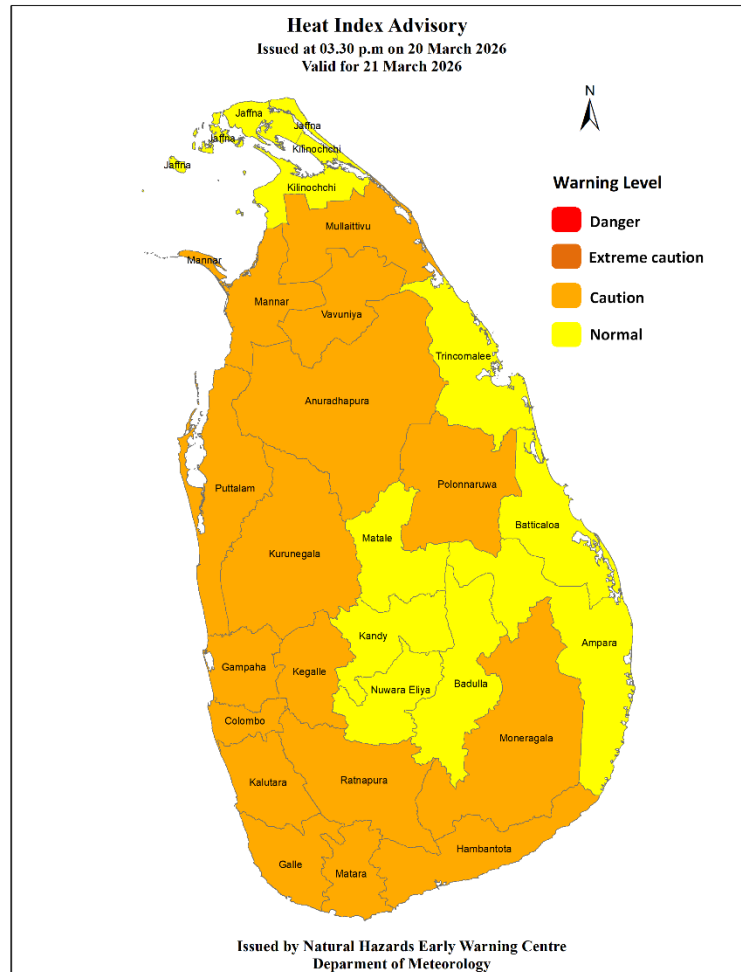 Heat Index Advisory
Issued at 03.30 p.m on 20 March 2026
Valid for 21 March 2026
N
Jaffna
Jaffna
Jaffna
Kilinochchi
Jaffna
Kilinochchi
Warning Level
Danger
Extreme caution
Caution
Normal
Mullaittivu
Mannar
Mannar
Vavuniya
Trincomalee
Anuradhapura
Polonnaruwa
Puttalam
Batticaloa
Matale
Kurunegala
Kandy
Ampara
Gampaha
Kegalle
Nuwara Eliya
Badulla
Colombo
Moneragala
Kalutara
Ratnapura
Hambantota
Galle
Matara
Issued by Natural Hazards Early Warning Centre
Deparment of Meteorology